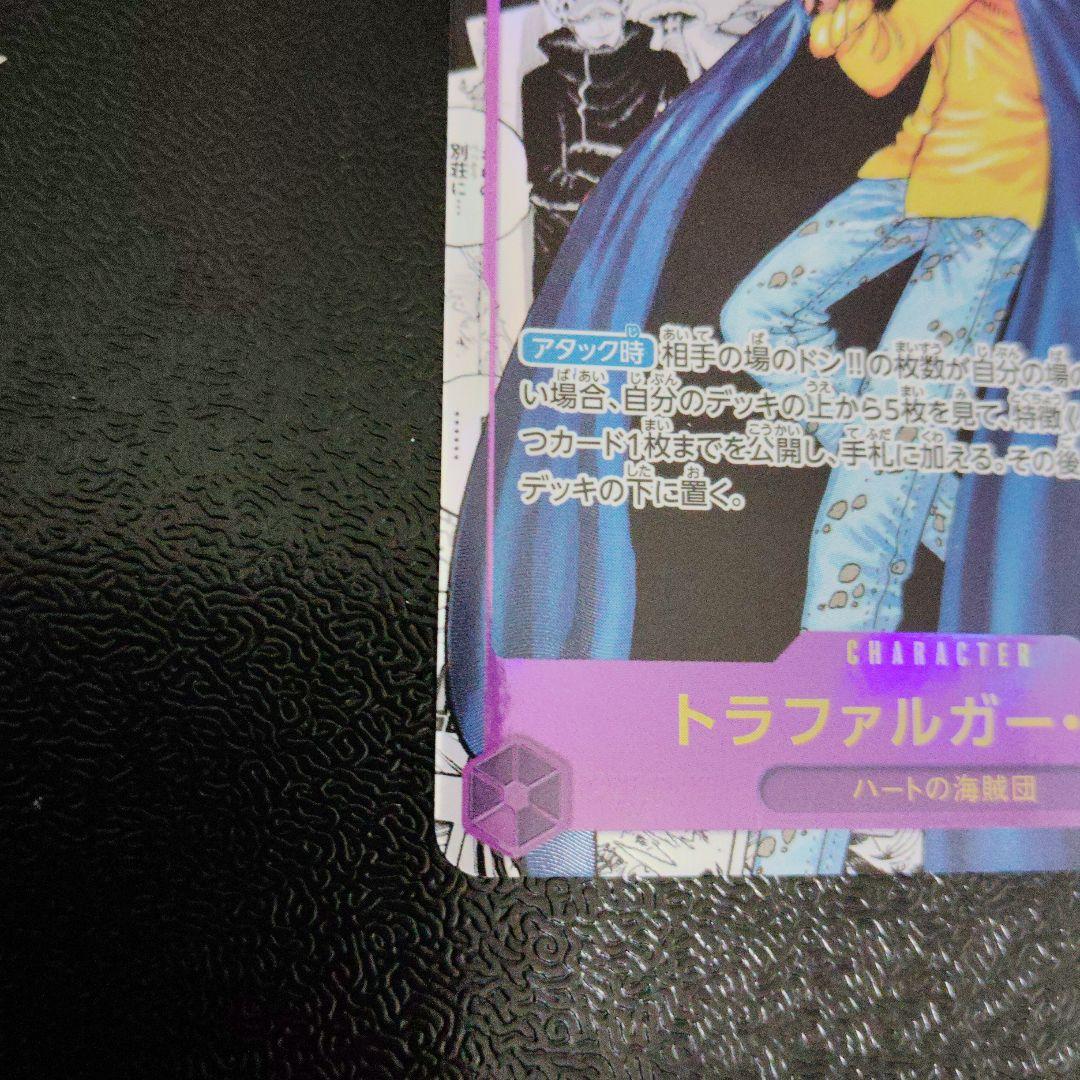 別荘に…
……
アタック時 相手の場のドン!!の枚数が自分の場の
い場合、自分のデッキの上から5枚を見て、特徴《
つカード1枚までを公開し、手札に加える。その後
デッキの下に置く。
CHARACTER
トラファルガー・
ハートの海賊団